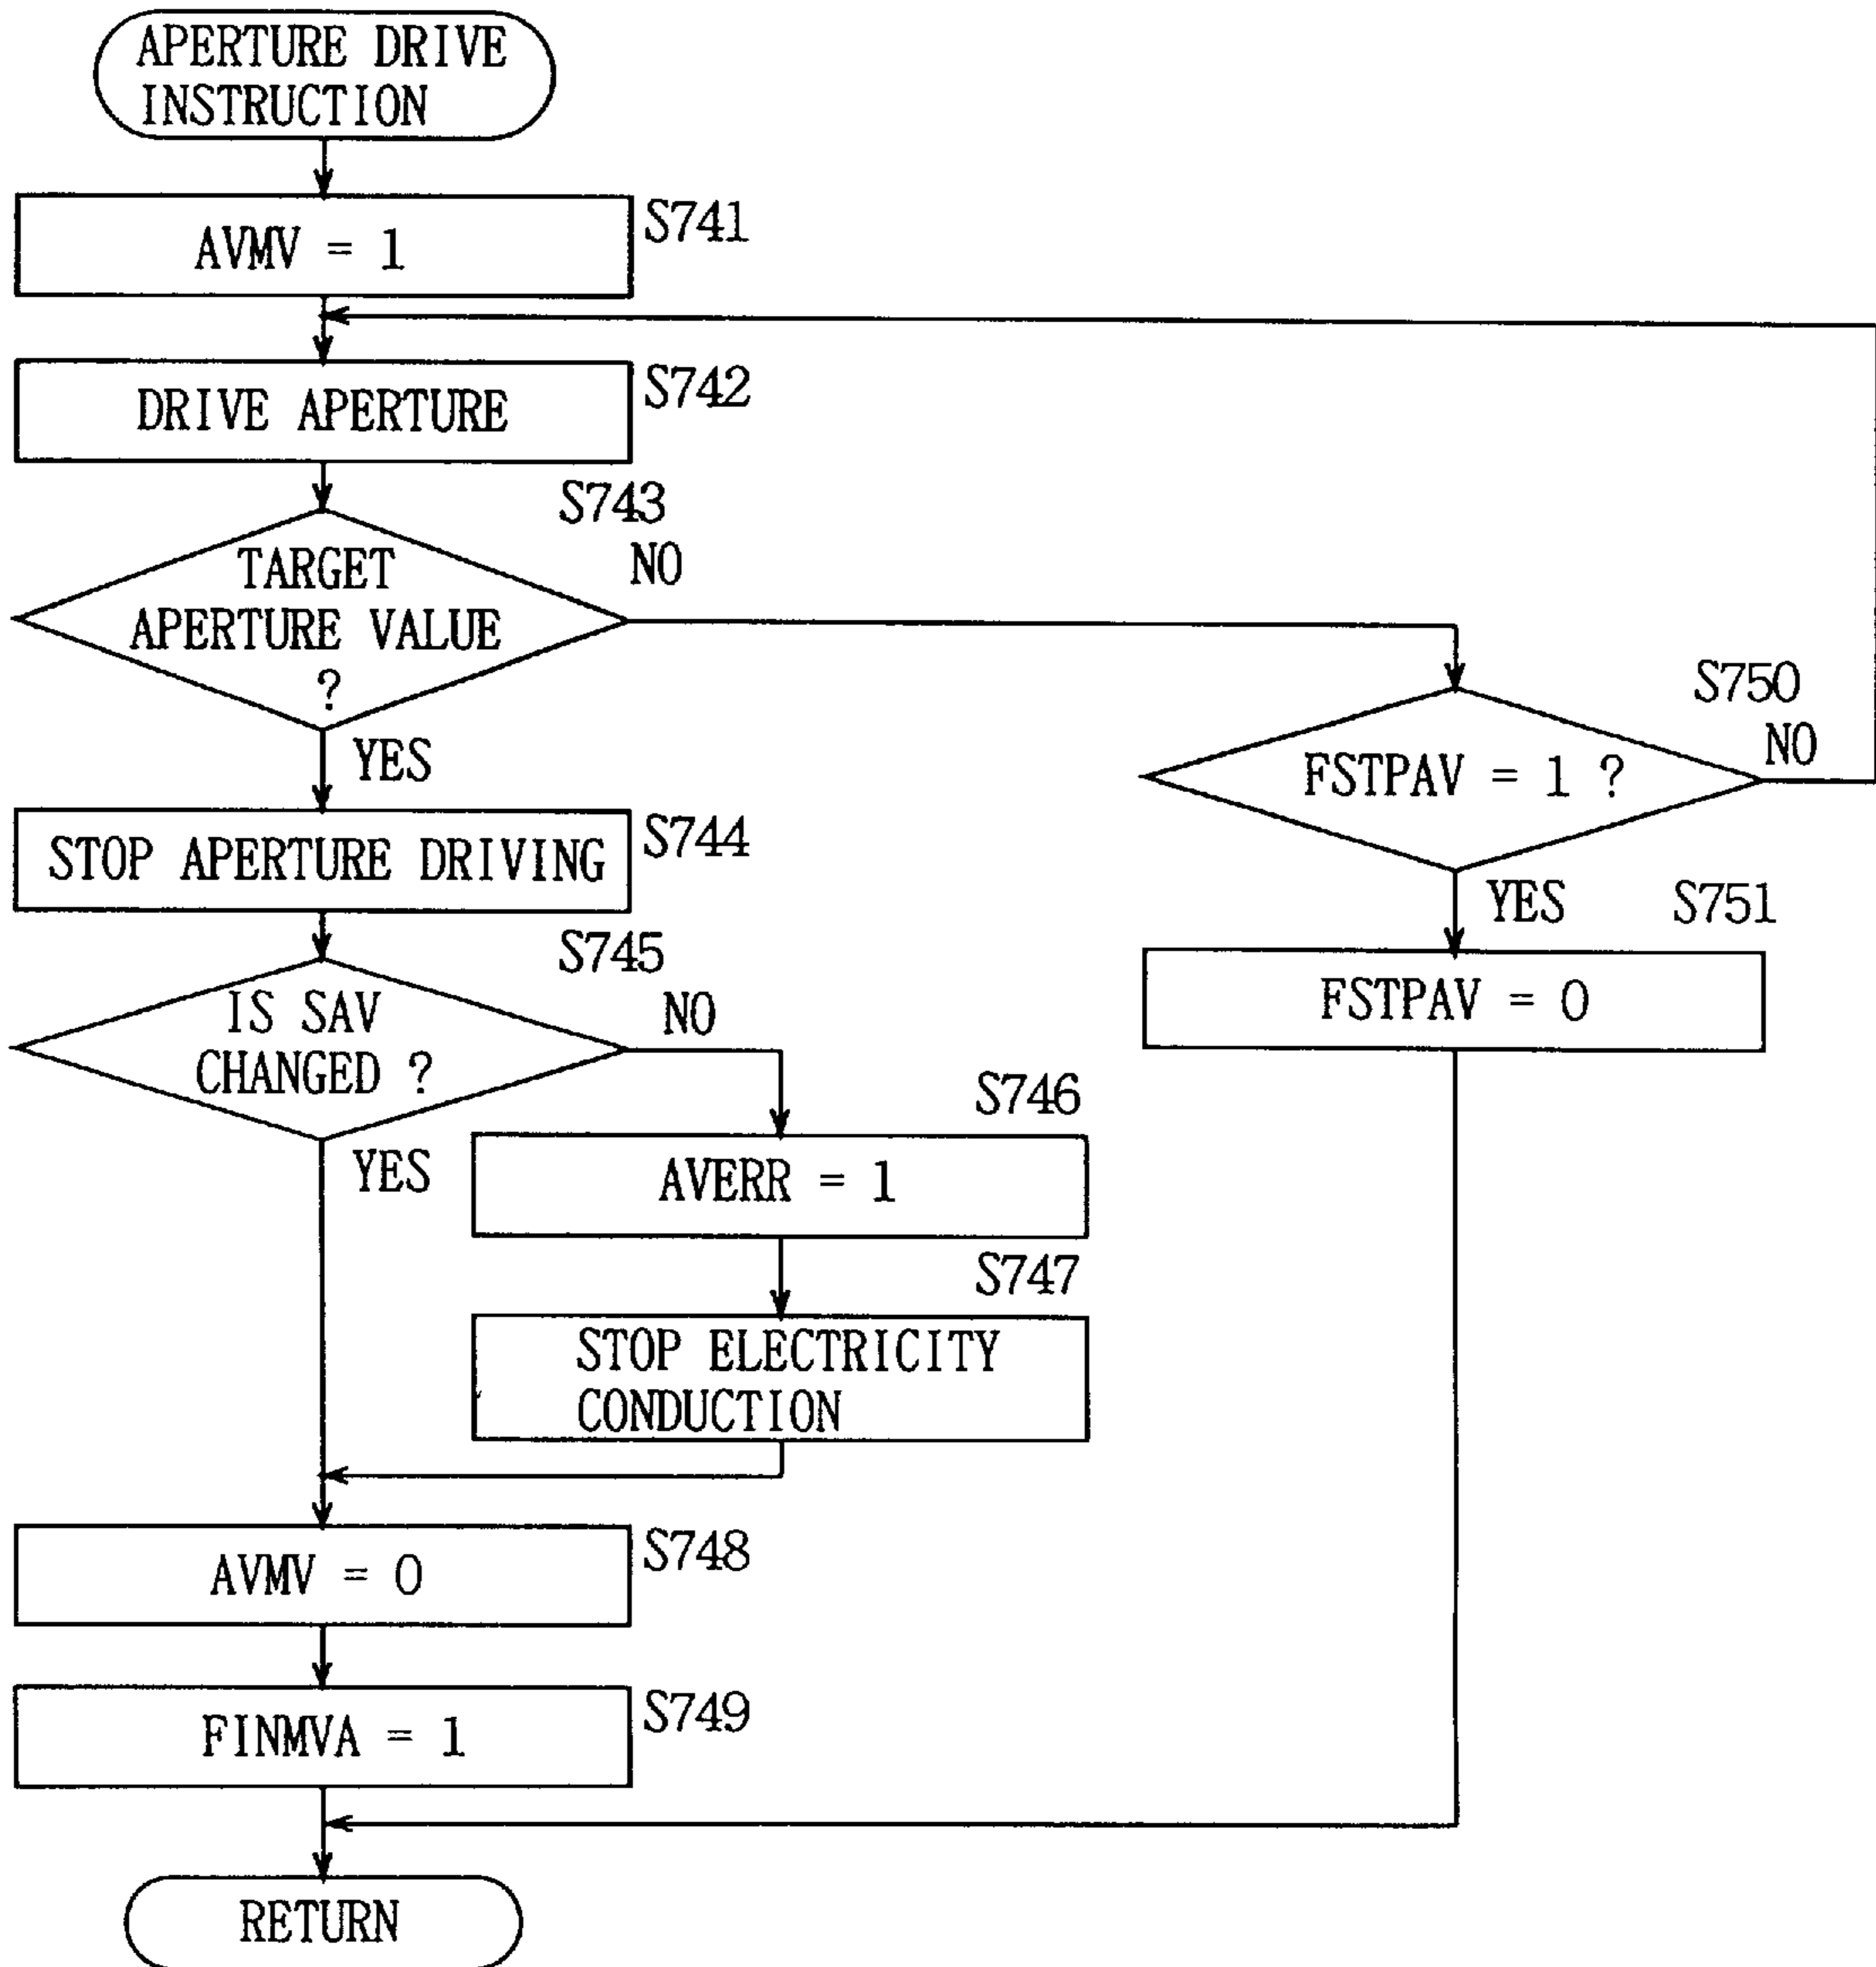 APERTURE DRIVE
INSTRUCTION
S741
AVMV = 1
S742
DRIVE APERTURE
S743
TARGET
APERTURE VALUE
?
NO
YES
S750
FSTPAV = 1 ?
NO
YES
S751
FSTPAV = 0
S744
STOP APERTURE DRIVING
S745
IS SAV
CHANGED ?
NO
YES
S746
AVERR = 1
S747
STOP ELECTRICITY
CONDUCTION
S748
AVMV = 0
S749
FINMVA = 1
RETURN